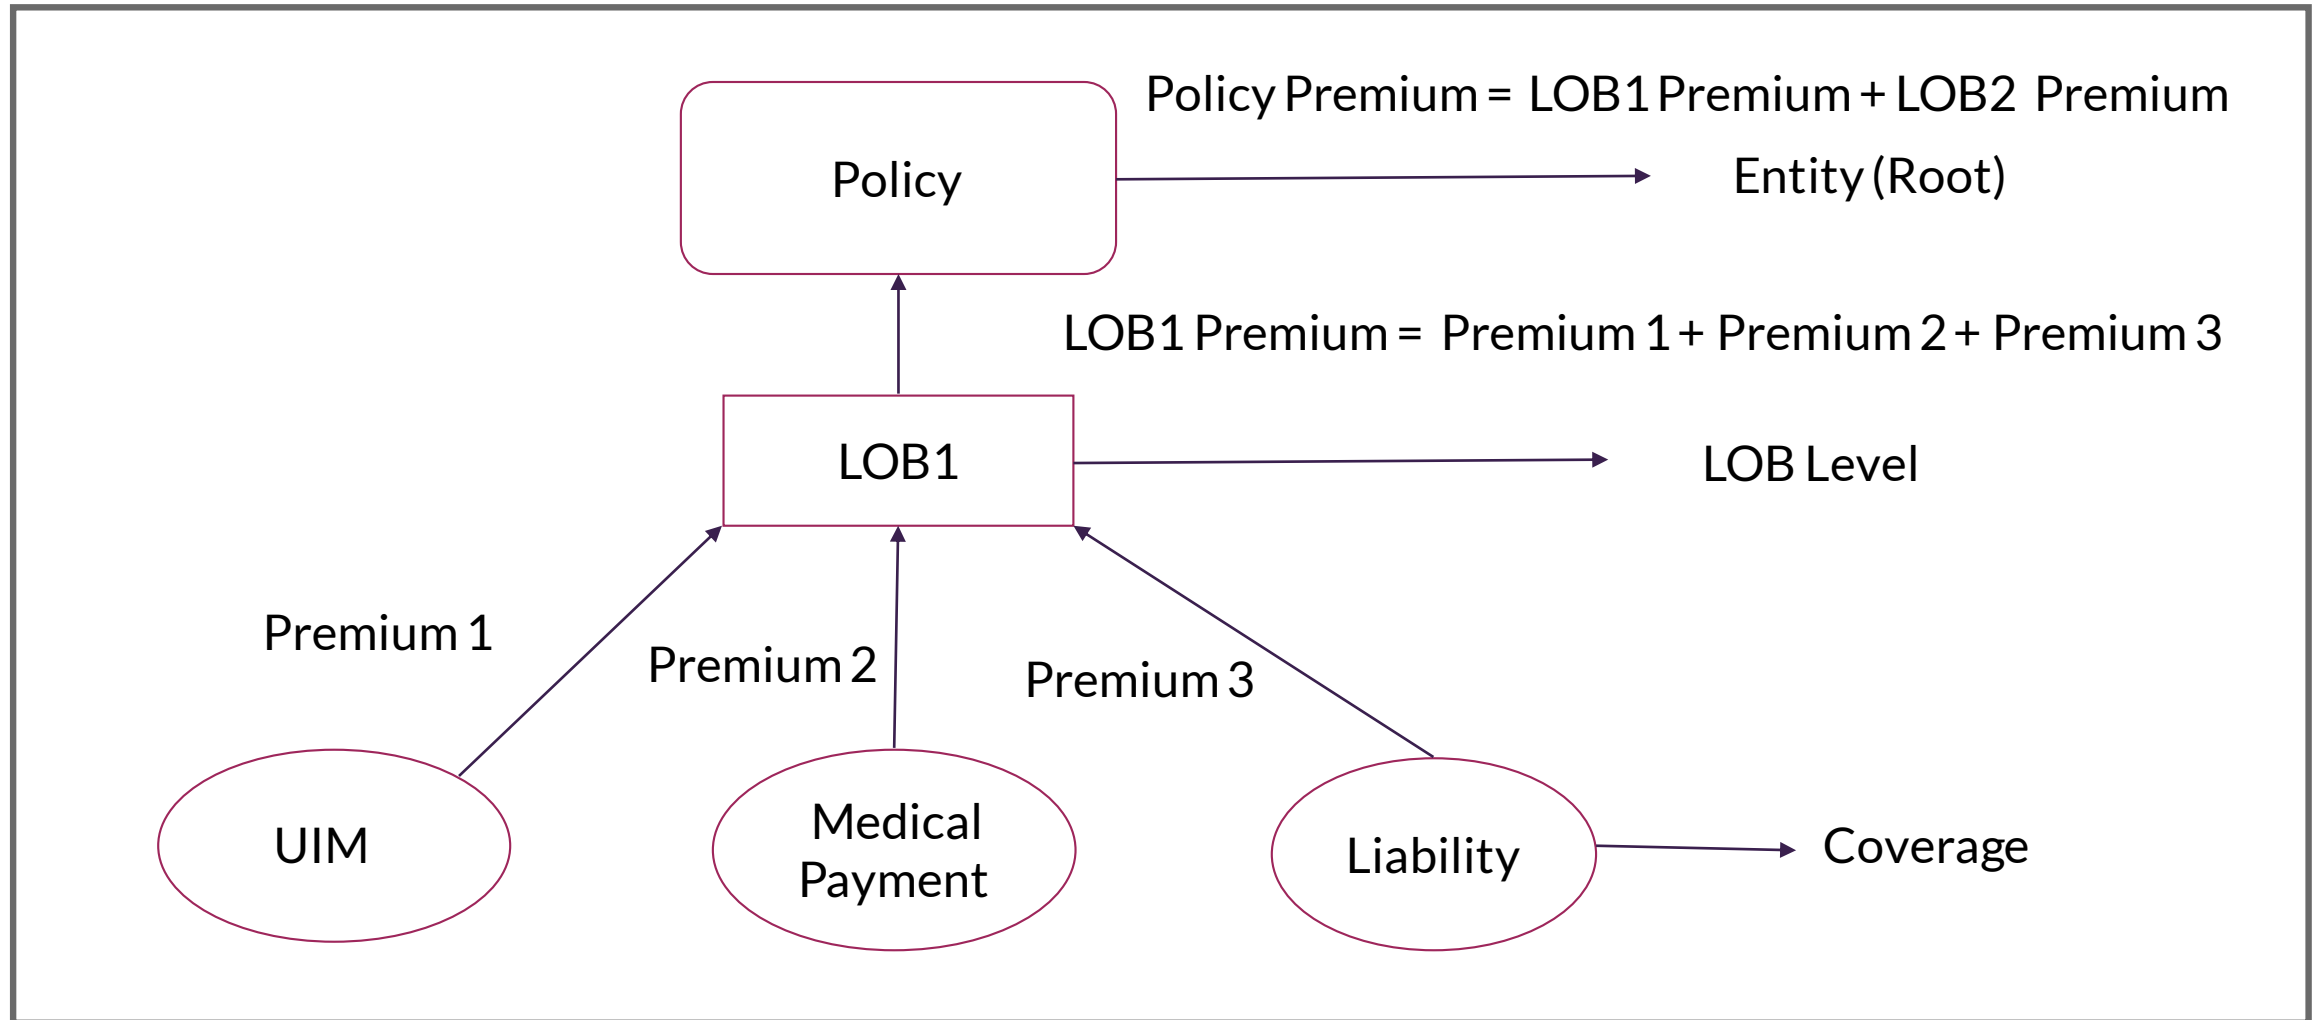 Policy Premium = LOB1 Premium + LOB2 Premium
Policy
Entity (Root)
LOB1 Premium = Premium 1 + Premium 2 + Premium 3
LOB1
LOB Level
Premium 1
Premium 2
Premium 3
UIM
Medical
Payment
Liability
Coverage